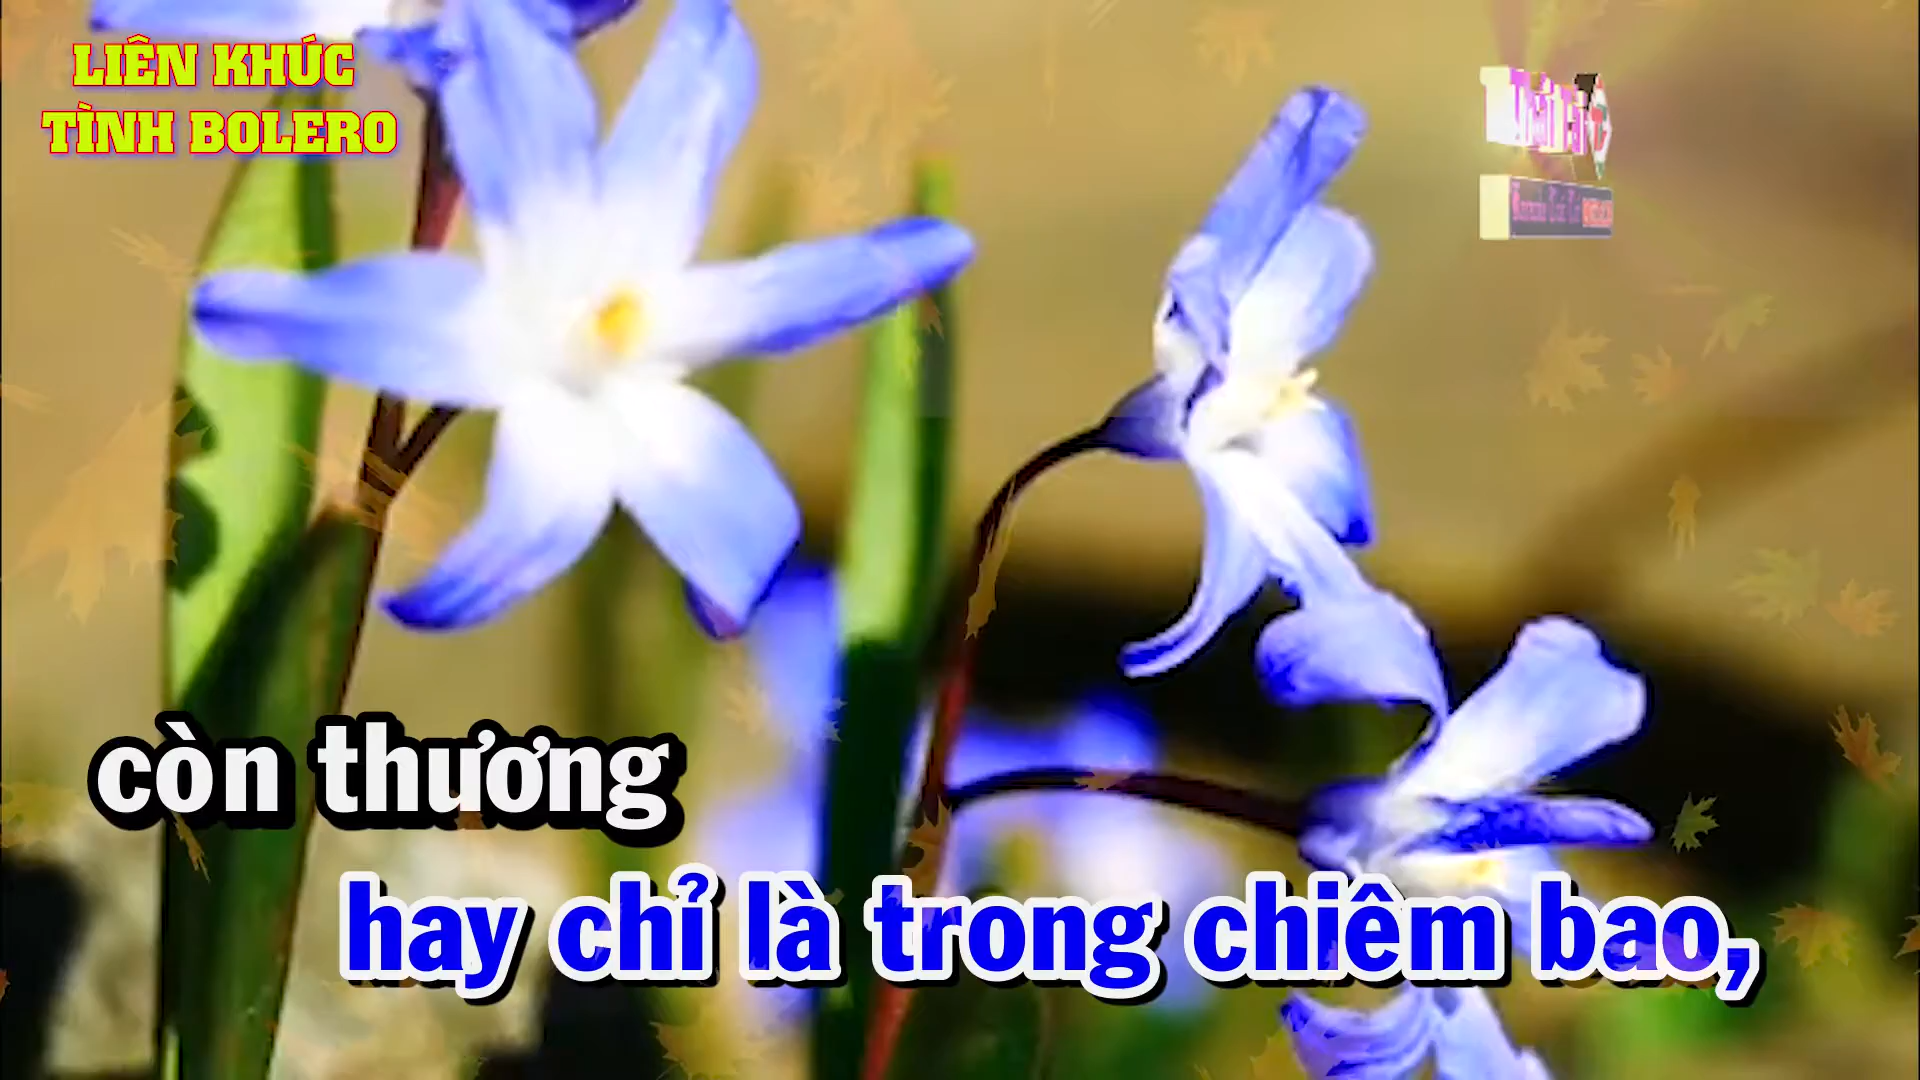 LIÊN KHÚC
TÌNH BOLERO
còn thương
hay chỉ là trong chiêm bao,